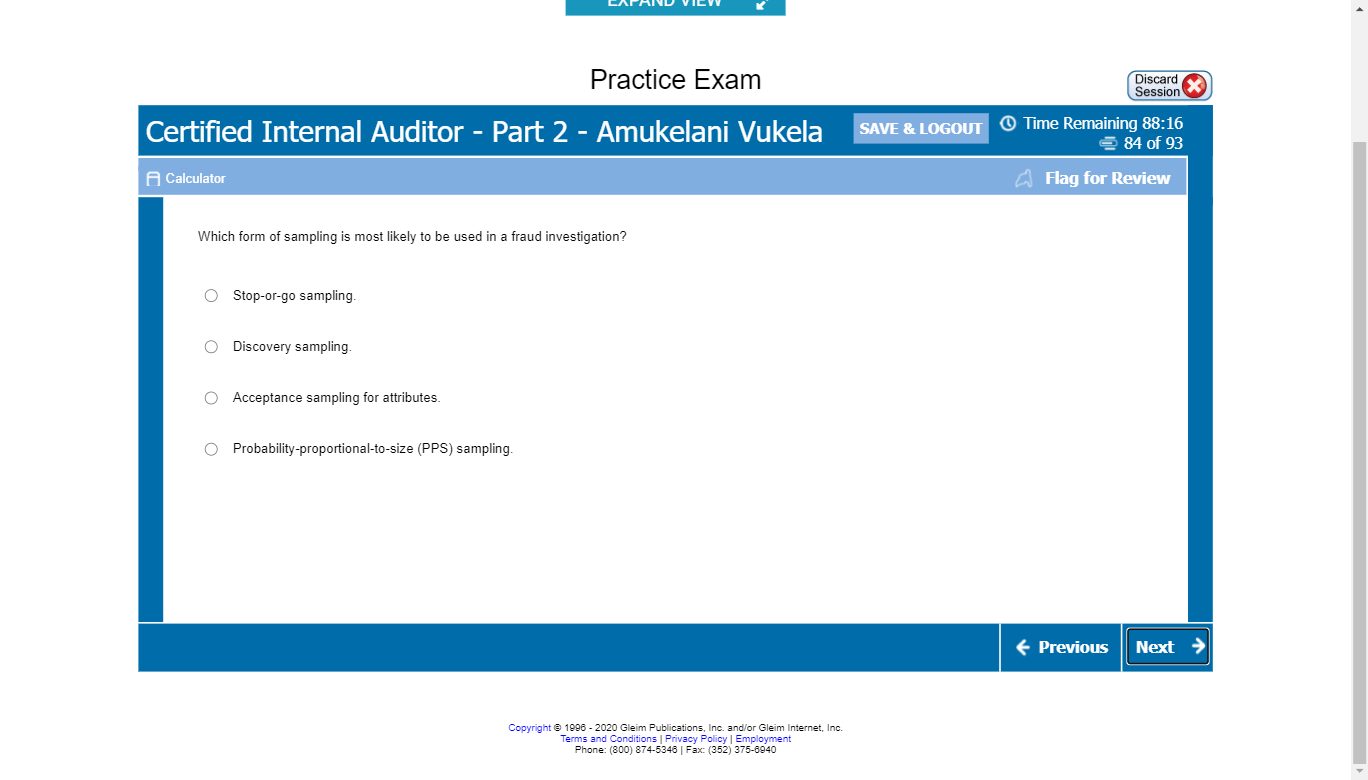 EXPAND VIEW
Practice Exam
Discard
Session
Certified Internal Auditor - Part 2 - Amukelani Vukela
SAVE & LOGOUT
Time Remaining 88:16
84 of 93
Calculator
Flag for Review
Which form of sampling is most likely to be used in a fraud investigation?
Stop-or-go sampling.
Discovery sampling.
Acceptance sampling for attributes.
Probability-proportional-to-size (PPS) sampling.
Previous
Next
Copyright © 1996 - 2020 Gleim Publications, Inc. and/or Gleim Internet, Inc.
Terms and Conditions | Privacy Policy | Employment
Phone: (800) 874-5346 | Fax: (352) 375-6940